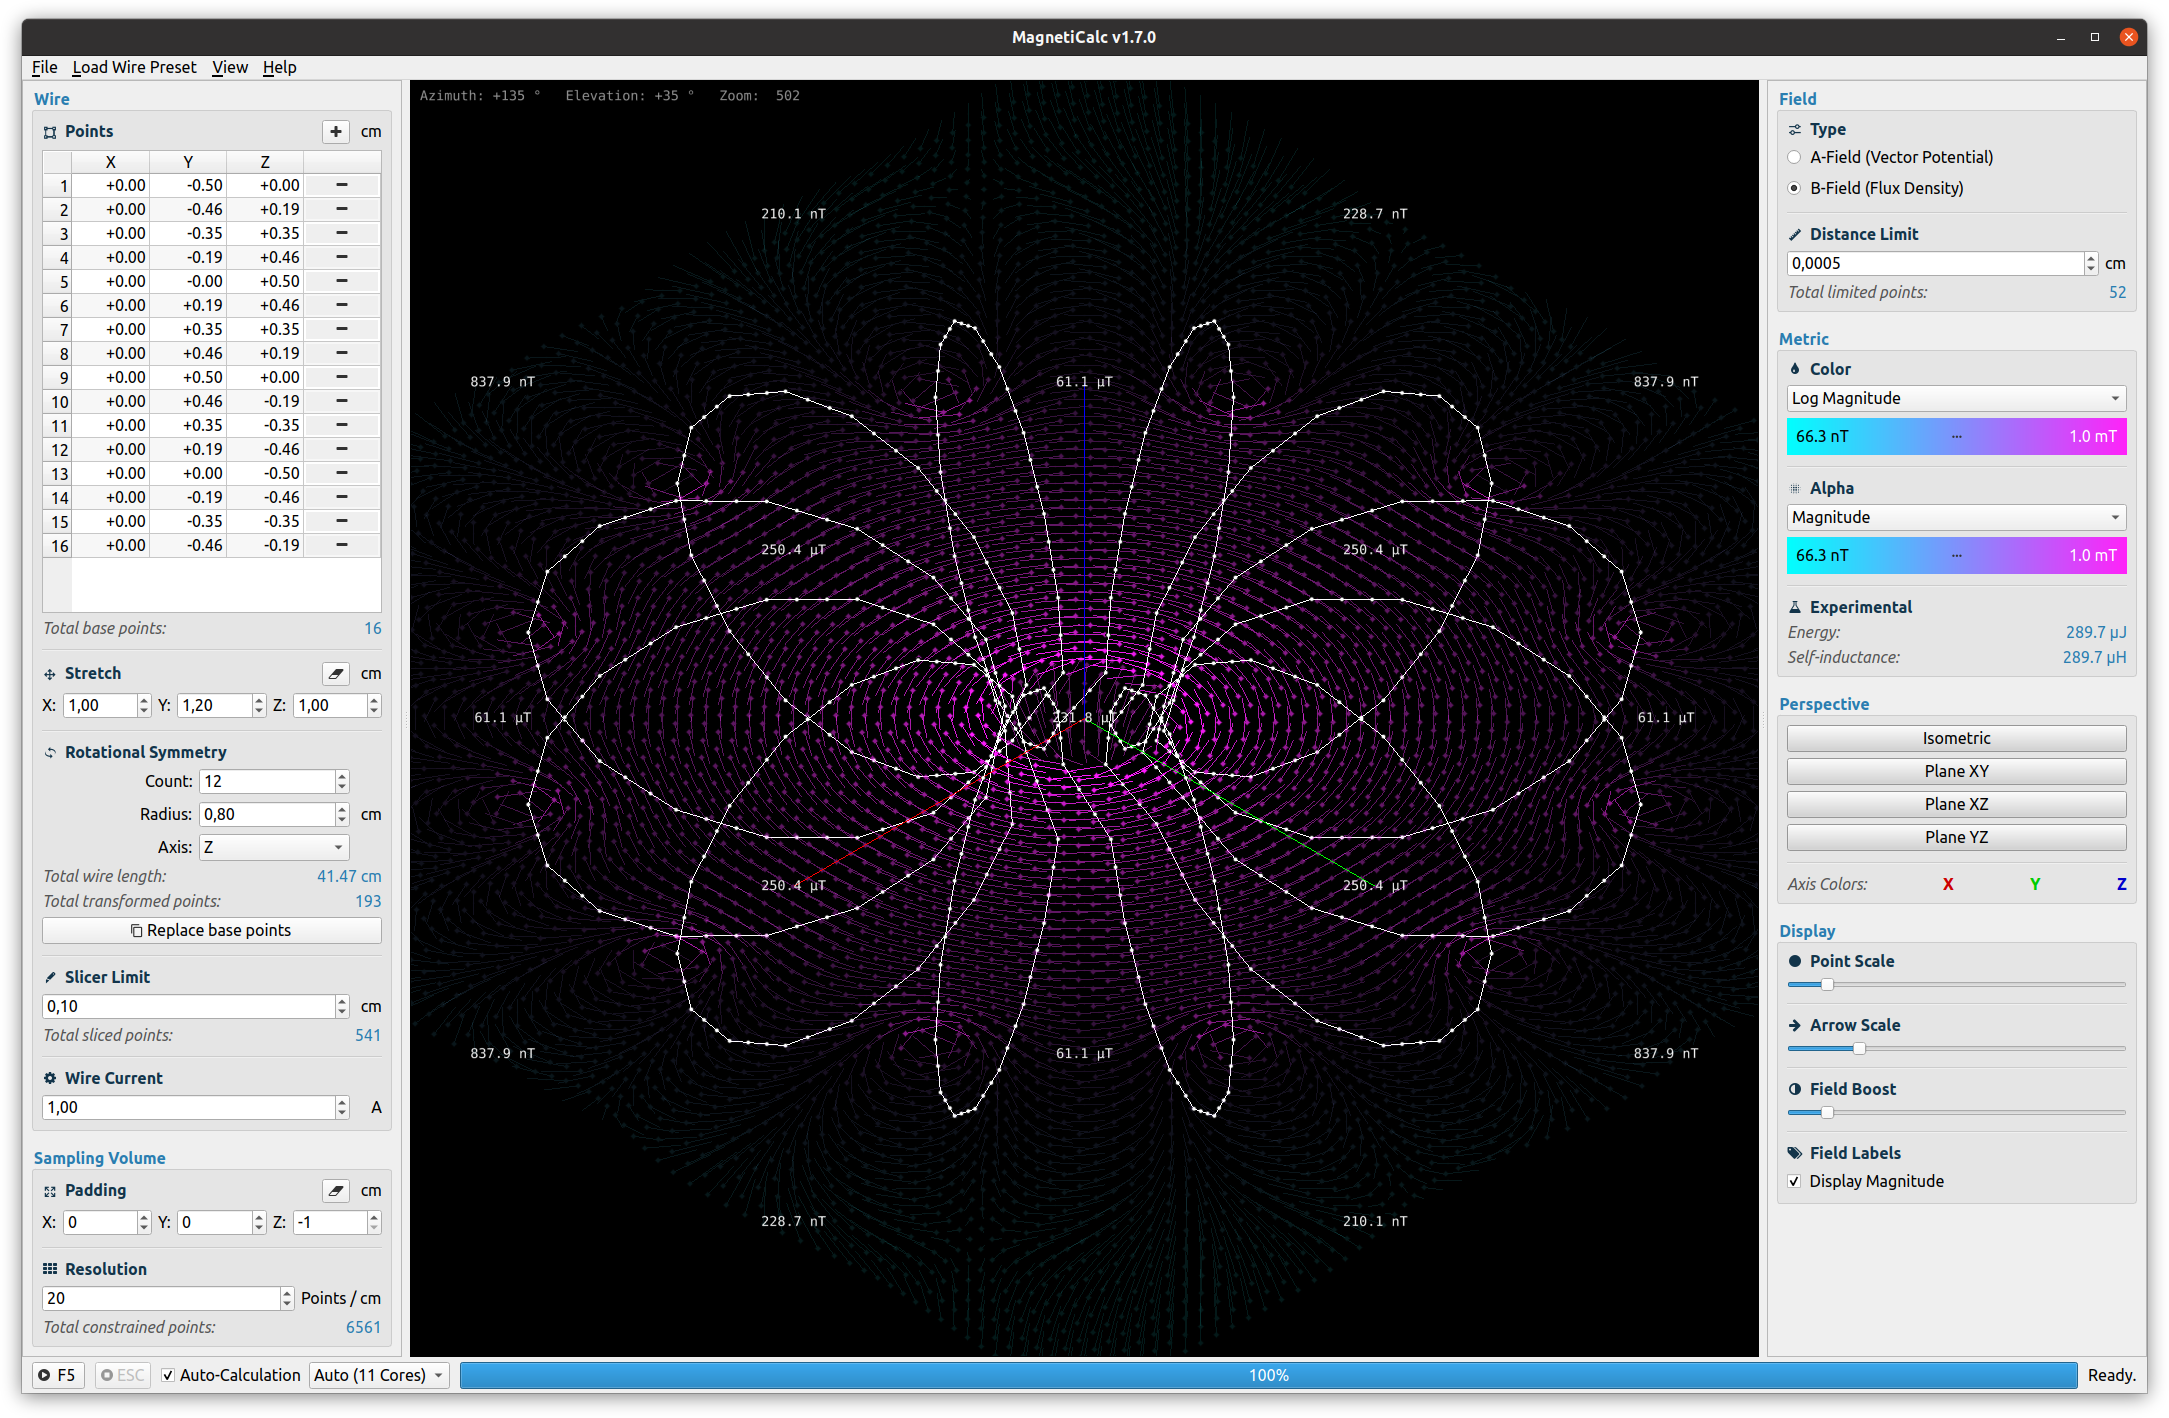 MagnetiCalc v1.7.0
File Load Wire Preset View Help
Wire
Points + cm
X Y Z
1 +0.00 -0.50 +0.00
2 +0.00 -0.46 +0.19
3 +0.00 -0.35 +0.35
4 +0.00 -0.19 +0.46
5 +0.00 -0.00 +0.50
6 +0.00 +0.19 +0.46
7 +0.00 +0.35 +0.35
8 +0.00 +0.46 +0.19
9 +0.00 +0.50 +0.00
10 +0.00 +0.46 -0.19
11 +0.00 +0.35 -0.35
12 +0.00 +0.19 -0.46
13 +0.00 +0.00 -0.50
14 +0.00 -0.19 -0.46
15 +0.00 -0.35 -0.35
16 +0.00 -0.46 -0.19
Total base points: 16
Stretch cm
X: 1,00 Y: 1,20 Z: 1,00
Rotational Symmetry
Count: 12
Radius: 0,80 cm
Axis: Z
Total wire length: 41.47 cm
Total transformed points: 193
Replace base points
Slicer Limit
0,10 cm
Total sliced points: 541
Wire Current
1,00 A
Sampling Volume
Padding cm
X: 0 Y: 0 Z: -1
Resolution
20 Points / cm
Total constrained points: 6561
Azimuth: +135 ° Elevation: +35 ° Zoom: 502
210.1 nT 228.7 nT
837.9 nT 61.1 µT 837.9 nT
250.4 µT 250.4 µT
61.1 µT 231.8 µT 61.1 µT
250.4 µT 250.4 µT
837.9 nT 61.1 µT 837.9 nT
228.7 nT 210.1 nT
Field
Type
A-Field (Vector Potential)
B-Field (Flux Density)
Distance Limit
0,0005 cm
Total limited points: 52
Metric
Color
Log Magnitude
66.3 nT ... 1.0 mT
Alpha
Magnitude
66.3 nT ... 1.0 mT
Experimental
Energy: 289.7 µJ
Self-inductance: 289.7 µH
Perspective
Isometric
Plane XY
Plane XZ
Plane YZ
Axis Colors: X Y Z
Display
Point Scale
Arrow Scale
Field Boost
Field Labels
Display Magnitude
F5 ESC Auto-Calculation Auto (11 Cores) 100% Ready.